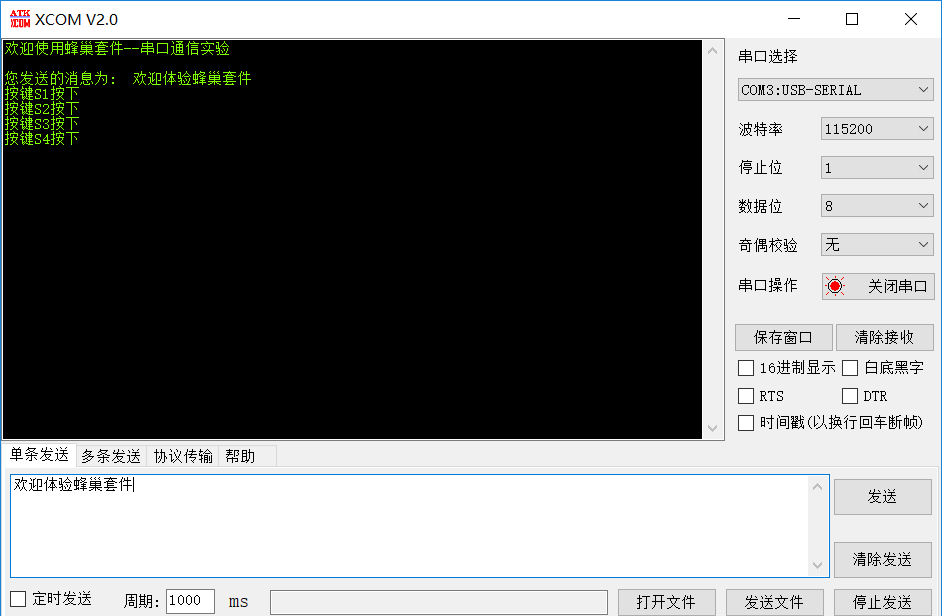 ATK
XCOM
XCOM V2.0
欢迎使用蜂巢套件--串口通信实验
您发送的消息为： 欢迎体验蜂巢套件
按键S1按下
按键S2按下
按键S3按下
按键S4按下
串口选择
COM3:USB-SERIAL
波特率 115200
停止位 1
数据位 8
奇偶校验 无
串口操作 关闭串口
保存窗口 清除接收
16进制显示 白底黑字
RTS DTR
时间戳(以换行回车断帧)
单条发送 多条发送 协议传输 帮助
欢迎体验蜂巢套件
发送
清除发送
定时发送 周期: 1000 ms 打开文件 发送文件 停止发送